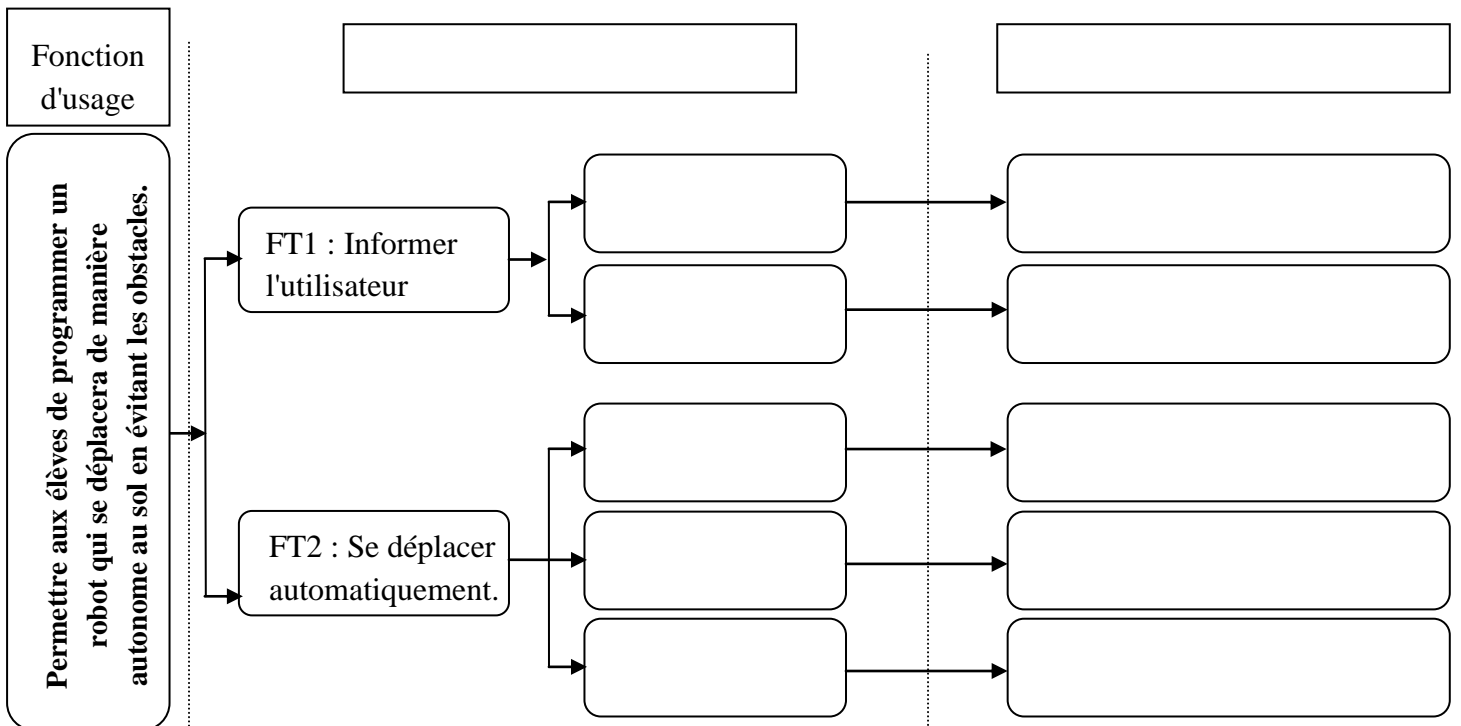 Fonction
d'usage
Permettre aux élèves de programmer un
robot qui se déplacera de manière
autonome au sol en évitant les obstacles.
FT1 : Informer
l'utilisateur
FT2 : Se déplacer
automatiquement.